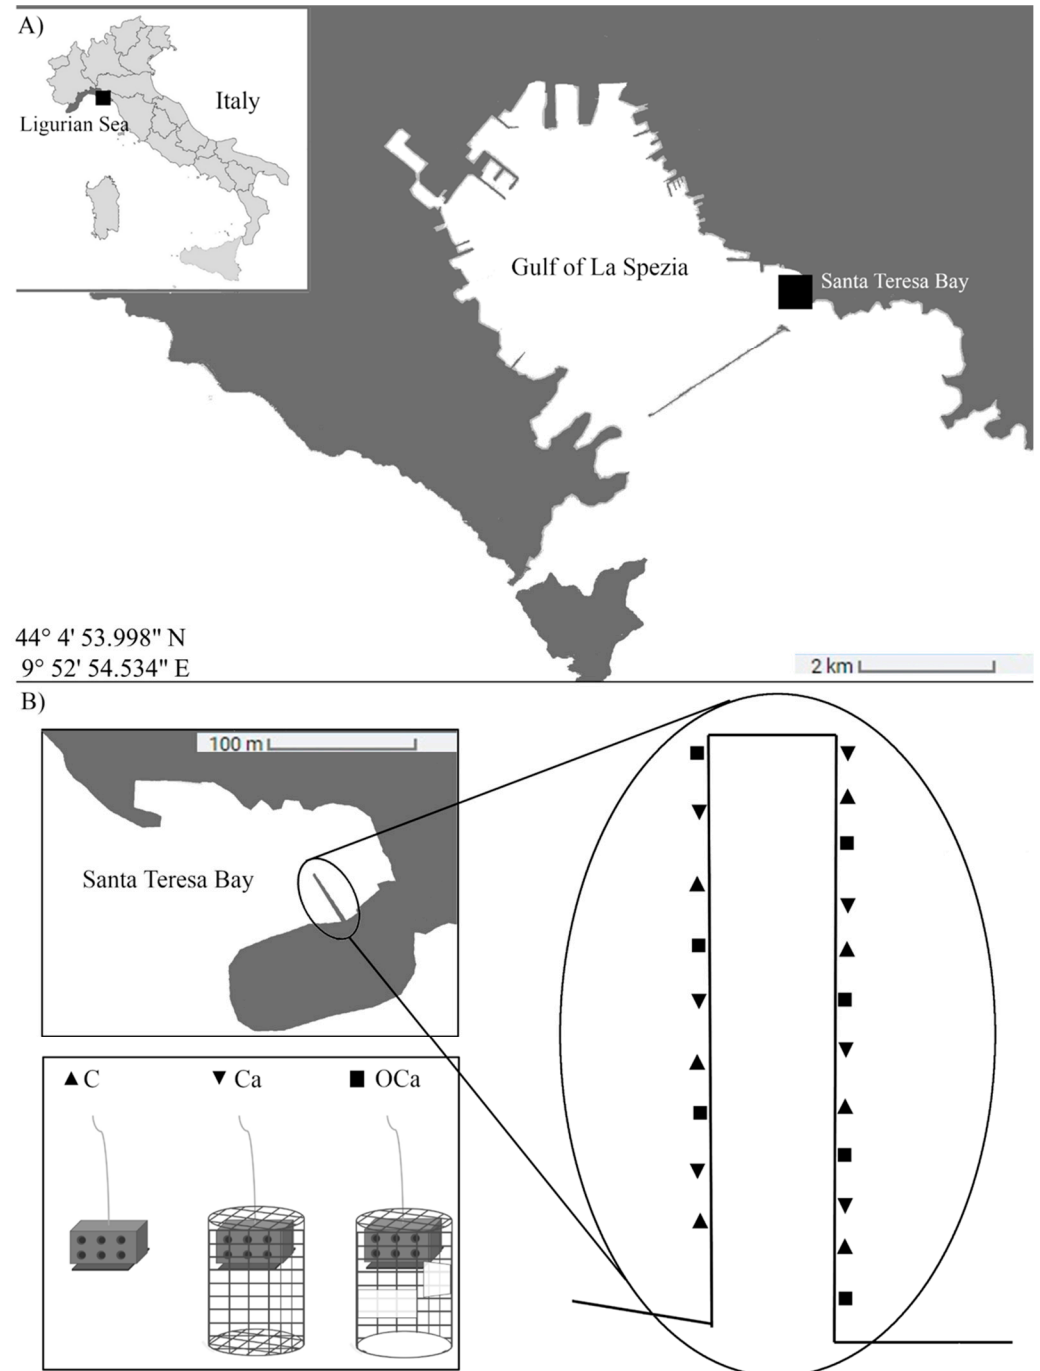 A)
Italy
Ligurian Sea
Gulf of La Spezia
Santa Teresa Bay
44° 4' 53.998" N
9° 52' 54.534" E
2 km
B)
100 m
Santa Teresa Bay
C
Ca
OCa